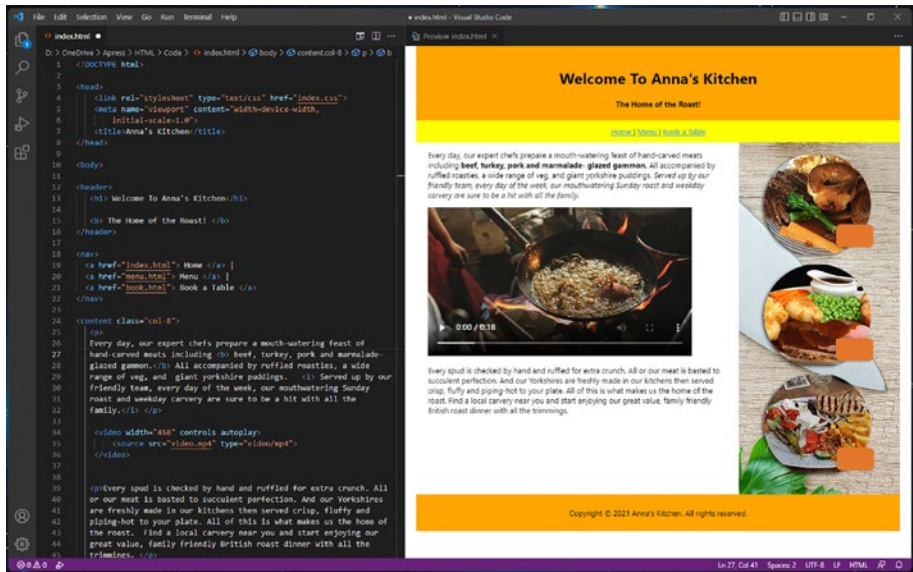 File Edit Selection View Go Run Terminal Help
● index.html - Visual Studio Code
index.html ●
Preview index.html ×
D: > OneDrive > Apress > HTML > Code > index.html > body > content.col-8 > p > b
1 <!DOCTYPE html>
2
3 <head>
4 <link rel="stylesheet" type="text/css" href="index.css">
5 <meta name="viewport" content="width=device-width,
6 initial-scale=1.0">
7 <title>Anna's Kitchen</title>
8 </head>
9
10 <body>
11
12 <header>
13 <h1> Welcome To Anna's Kitchen</h1>
14
15 <b> The Home of the Roast! </b>
16 </header>
17
18 <nav>
19 <a href="index.html"> Home </a> |
20 <a href="menu.html"> Menu </a> |
21 <a href="book.html"> Book a Table </a>
22 </nav>
23
24 <content class="col-8">
25 <p>
26 Every day, our expert chefs prepare a mouth-watering feast of
27 hand-carved meats including <b> beef, turkey, pork and marmalade-
28 glazed gammon.</b> All accompanied by ruffled roasties, a wide
29 range of veg, and giant yorkshire puddings. <i> Served up by our
30 friendly team, every day of the week, our mouthwatering Sunday
31 roast and weekday carvery are sure to be a hit with all the
32 family.</i> </p>
33
34 <video width="450" controls autoplay>
35 <source src="video.mp4" type="video/mp4">
36 </video>
37
38
39 <p>Every spud is checked by hand and ruffled for extra crunch. All
40 or our meat is basted to succulent perfection. And our Yorkshires
41 are freshly made in our kitchens then served crisp, fluffy and
42 piping-hot to your plate. All of this is what makes us the home of
43 the roast. Find a local carvery near you and start enjoying our
44 great value, family friendly British roast dinner with all the
45 trimmings. </p>
Welcome To Anna's Kitchen
The Home of the Roast!
Home | Menu | Book a Table
Every day, our expert chefs prepare a mouth-watering feast of hand-carved meats
including beef, turkey, pork and marmalade- glazed gammon. All accompanied by
ruffled roasties, a wide range of veg, and giant yorkshire puddings. Served up by our
friendly team, every day of the week, our mouthwatering Sunday roast and weekday
carvery are sure to be a hit with all the family.
0:00 / 0:18
Every spud is checked by hand and ruffled for extra crunch. All or our meat is basted to
succulent perfection. And our Yorkshires are freshly made in our kitchens then served
crisp, fluffy and piping-hot to your plate. All of this is what makes us the home of the
roast. Find a local carvery near you and start enjoying our great value, family friendly
British roast dinner with all the trimmings.
Copyright © 2021 Anna's Kitchen. All rights reserved.
0 0 Ln 27, Col 41 Spaces: 2 UTF-8 LF HTML